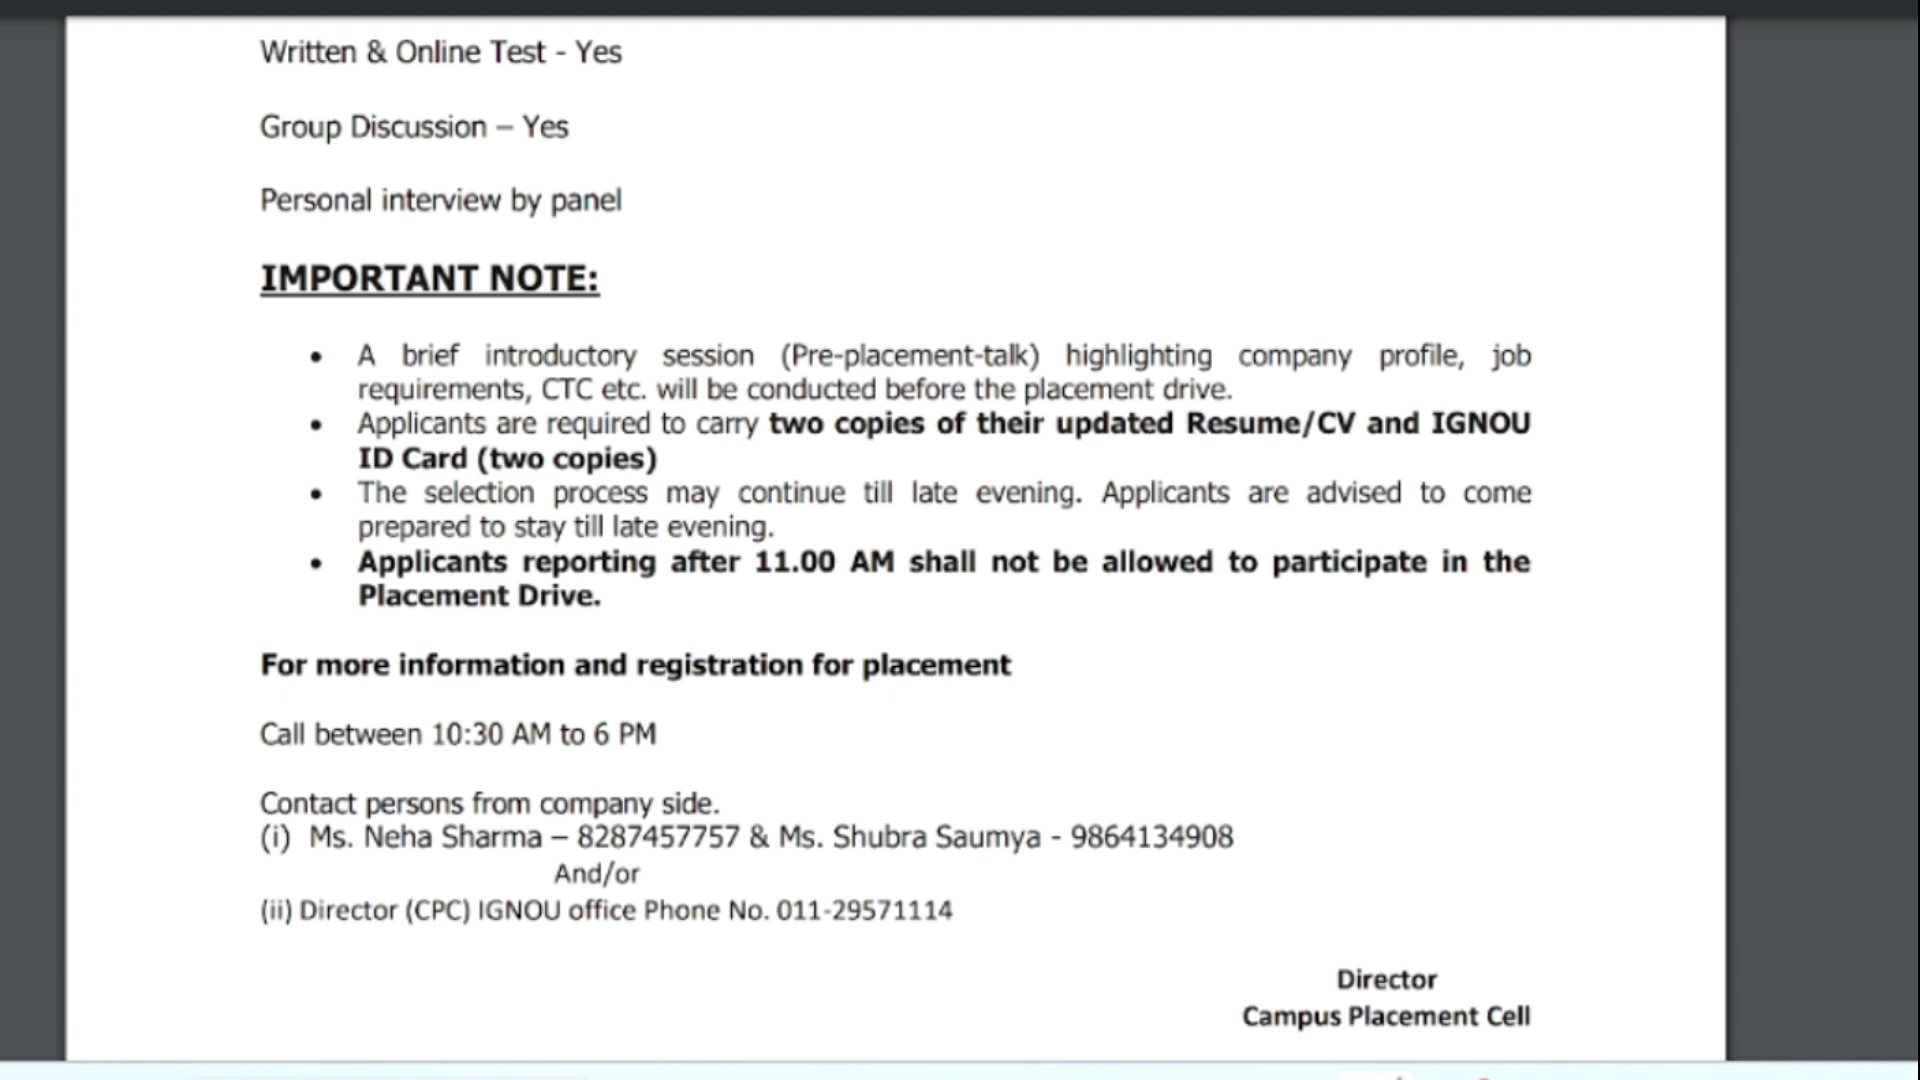 Written & Online Test - Yes
Group Discussion – Yes
Personal interview by panel
IMPORTANT NOTE:
• A brief introductory session (Pre-placement-talk) highlighting company profile, job
requirements, CTC etc. will be conducted before the placement drive.
• Applicants are required to carry two copies of their updated Resume/CV and IGNOU
ID Card (two copies)
• The selection process may continue till late evening. Applicants are advised to come
prepared to stay till late evening.
• Applicants reporting after 11.00 AM shall not be allowed to participate in the
Placement Drive.
For more information and registration for placement
Call between 10:30 AM to 6 PM
Contact persons from company side.
(i) Ms. Neha Sharma – 8287457757 & Ms. Shubra Saumya - 9864134908
And/or
(ii) Director (CPC) IGNOU office Phone No. 011-29571114
Director
Campus Placement Cell